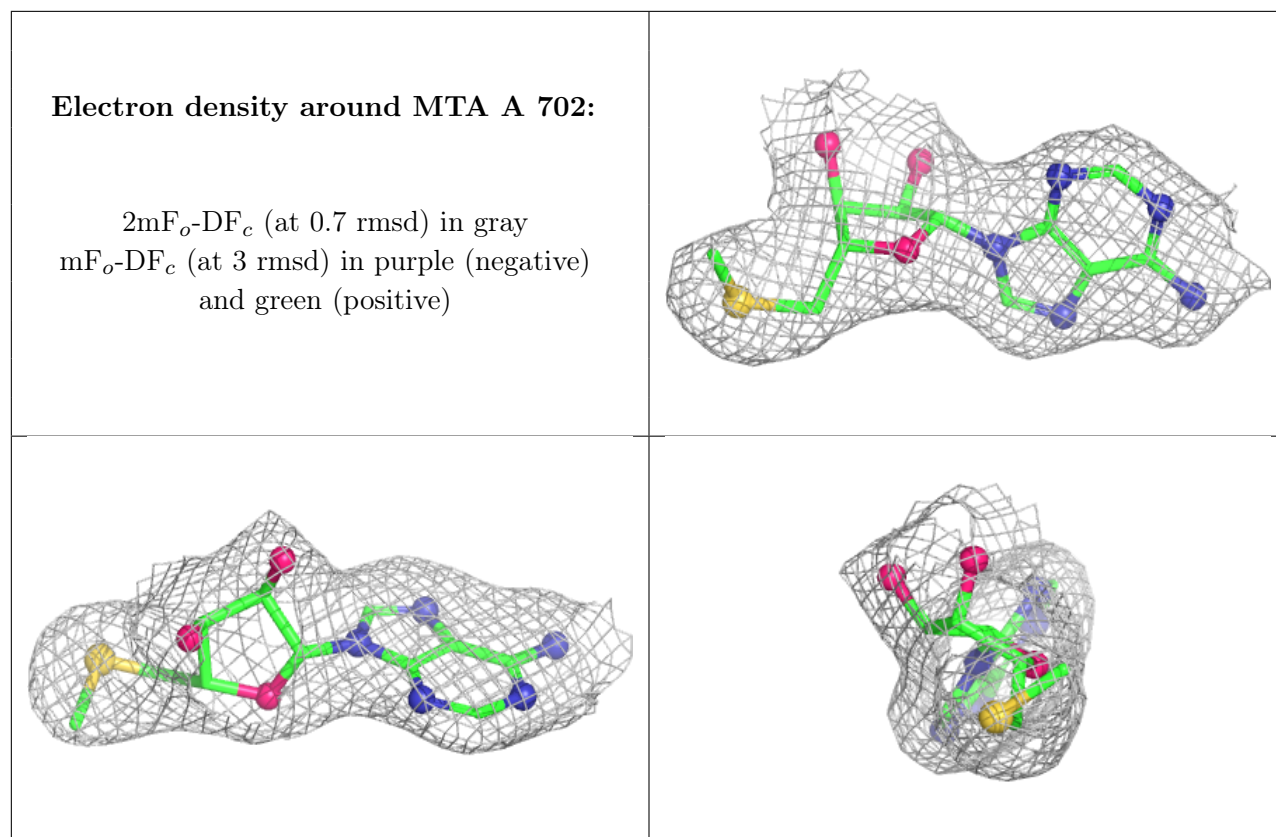 Electron density around MTA A 702:
2mFo-DFc (at 0.7 rmsd) in gray
mFo-DFc (at 3 rmsd) in purple (negative)
and green (positive)